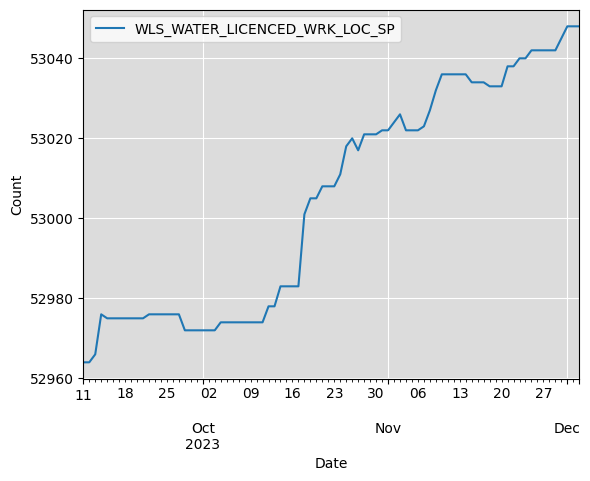 WLS_WATER_LICENCED_WRK_LOC_SP
53040
53020
53000
52980
52960
Count
11 18 25 02 09 16 23 30 06 13 20 27
Oct Nov Dec
2023
Date